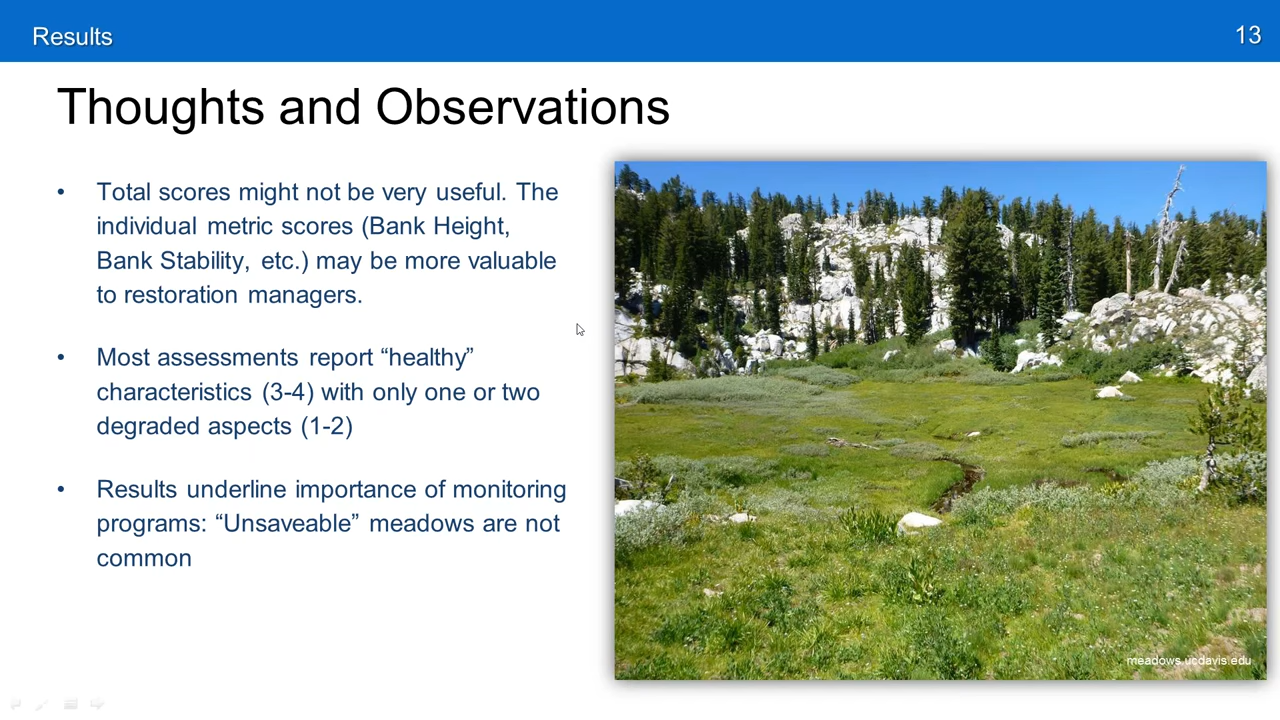 Results
13
Thoughts and Observations
• Total scores might not be very useful. The
individual metric scores (Bank Height,
Bank Stability, etc.) may be more valuable
to restoration managers.
• Most assessments report “healthy”
characteristics (3-4) with only one or two
degraded aspects (1-2)
• Results underline importance of monitoring
programs: “Unsaveable” meadows are not
common
meadows.ucdavis.edu